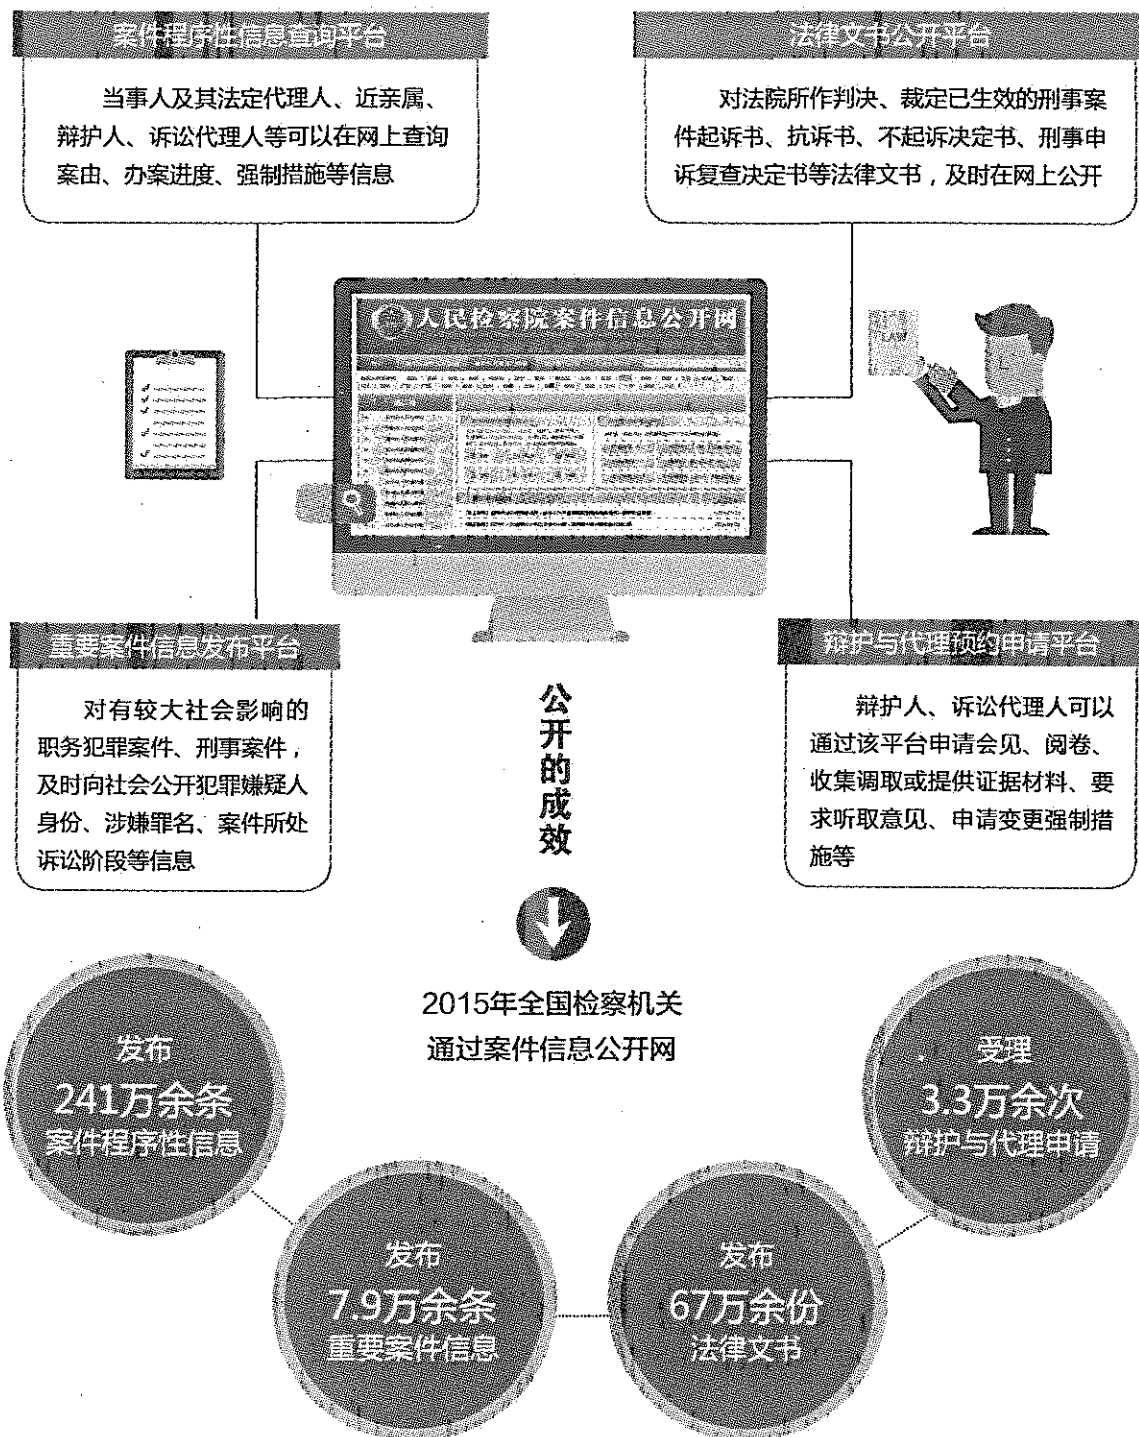 案件程序性信息查询平台
当事人及其法定代理人、近亲属、
辩护人、诉讼代理人等可以在网上查询
案由、办案进度、强制措施等信息
法律文书公开平台
对法院所作判决、裁定已生效的刑事案
件起诉书、抗诉书、不起诉决定书、刑事申
诉复查决定书等法律文书，及时在网上公开
人民检察院案件信息公开网
LAW
重要案件信息发布平台
对有较大社会影响的
职务犯罪案件、刑事案件，
及时向社会公开犯罪嫌疑人
身份、涉嫌罪名、案件所处
诉讼阶段等信息
辩护与代理预约申请平台
辩护人、诉讼代理人可以
通过该平台申请会见、阅卷、
收集调取或提供证据材料、要
求听取意见、申请变更强制措
施等
公开的成效
2015年全国检察机关
通过案件信息公开网
发布
241万余条
案件程序性信息
发布
7.9万余条
重要案件信息
发布
67万余份
法律文书
受理
3.3万余次
辩护与代理申请